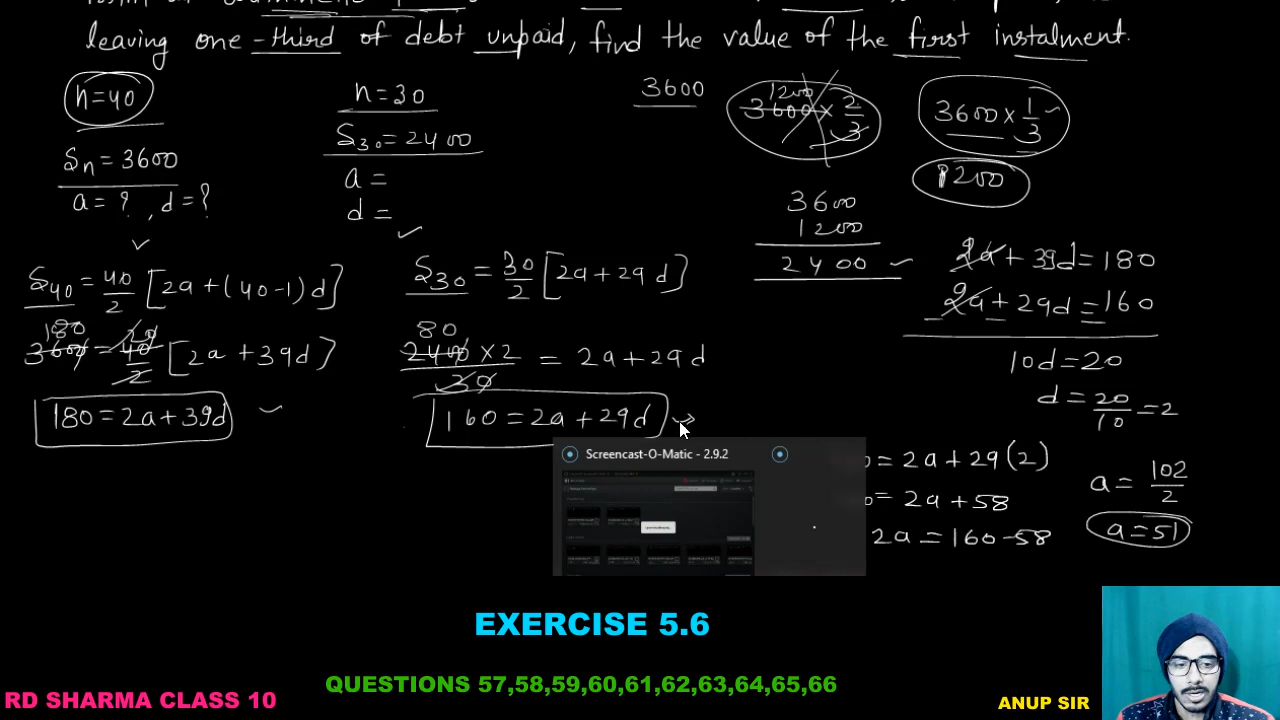 leaving one-third of debt unpaid, find the value of the first instalment.
n=40
Sn = 3600
a = ? , d = ?
n=30
S30 = 2400
a =
d =
3600
1200
3600 x 2/3
3600 x 1/3
1200
3600
1200
2400
S40 = 40/2 [2a + (40-1)d]
180 20
3600 = 40/2 [2a + 39d]
180 = 2a + 39d
S30 = 30/2 [2a + 29d]
80
2400 x 2/30 = 2a + 29d
160 = 2a + 29d
2a + 39d = 180
2a + 29d = 160
10d = 20
d = 20/10 = 2
= 2a + 29(2)
= 2a + 58
2a = 160 - 58
a = 102/2
a = 51
Screencast-O-Matic - 2.9.2
EXERCISE 5.6
QUESTIONS 57,58,59,60,61,62,63,64,65,66
RD SHARMA CLASS 10
ANUP SIR